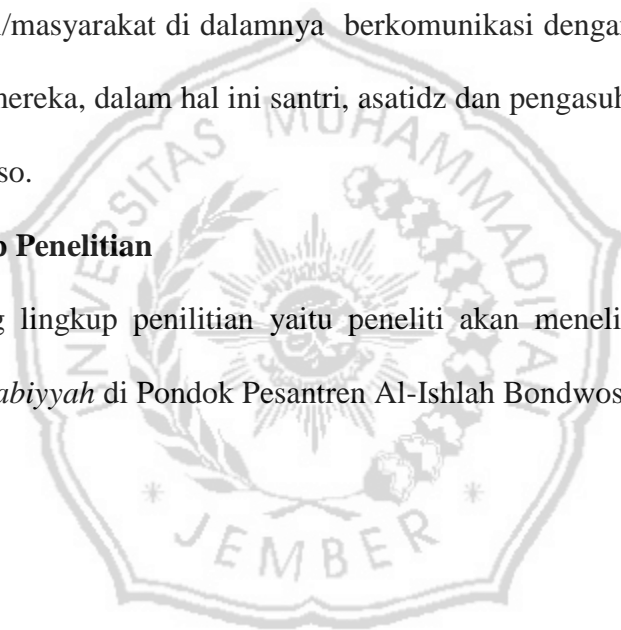 /masyarakat di dalamnya berkomunikasi dengan
mereka, dalam hal ini santri, asatidz dan pengasuh
so.
p Penelitian
g lingkup penilitian yaitu peneliti akan meneli
abiyyah di Pondok Pesantren Al-Ishlah Bondwos
UNIVERSITAS MUHAMMADIYAH
JEMBER